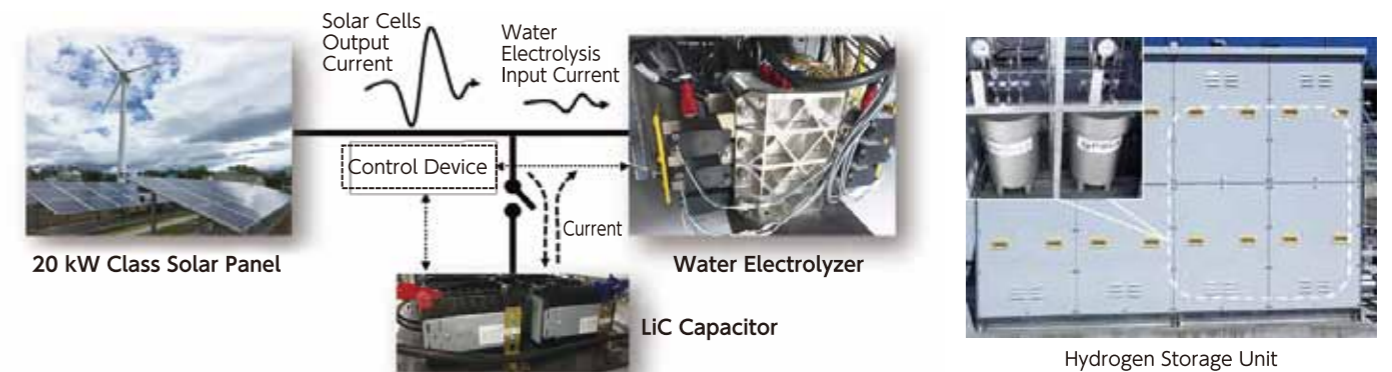 Solar Cells
Output
Current
Water
Electrolysis
Input Current
Control Device
Current
20 kW Class Solar Panel
Water Electrolyzer
LiC Capacitor
Hydrogen Storage Unit